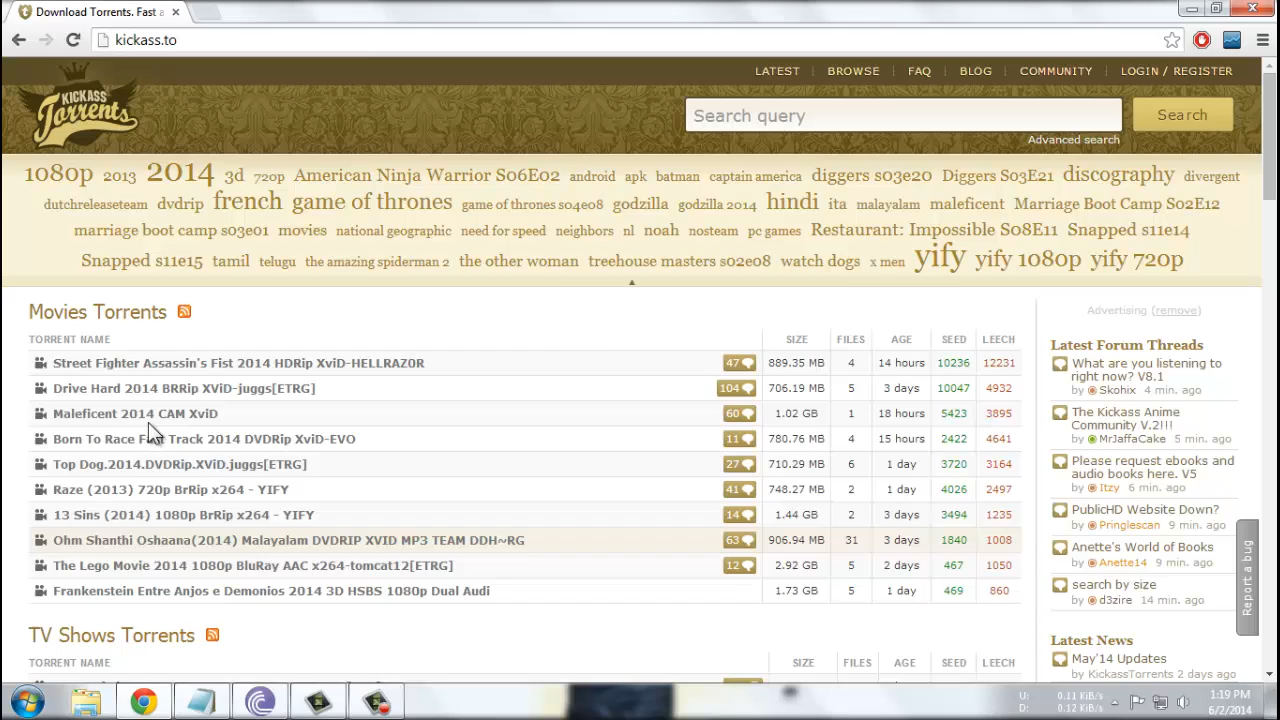 Download Torrents. Fast a
kickass.to
LATEST BROWSE FAQ BLOG COMMUNITY LOGIN / REGISTER
KICKASS
Torrents
Search query
Search
Advanced search
1080p 2013 2014 3d 720p American Ninja Warrior S06E02 android apk batman captain america diggers s03e20 Diggers S03E21 discography divergent
dutchreleaseteam dvdrip french game of thrones game of thrones s04e08 godzilla godzilla 2014 hindi ita malayalam maleficent Marriage Boot Camp S02E12
marriage boot camp s03e01 movies national geographic need for speed neighbors nl noah nosteam pc games Restaurant: Impossible S08E11 Snapped s11e14
Snapped s11e15 tamil telugu the amazing spiderman 2 the other woman treehouse masters s02e08 watch dogs x men yify yify 1080p yify 720p
Movies Torrents
TORRENT NAME SIZE FILES AGE SEED LEECH
Street Fighter Assassin's Fist 2014 HDRip XviD-HELLRAZ0R 47 889.35 MB 4 14 hours 10236 12231
Drive Hard 2014 BRRip XViD-juggs[ETRG] 104 706.19 MB 5 3 days 10047 4932
Maleficent 2014 CAM XviD 60 1.02 GB 1 18 hours 5423 3895
Born To Race Track 2014 DVDRip XviD-EVO 11 780.76 MB 4 15 hours 2422 4641
Top Dog.2014.DVDRip.XViD.juggs[ETRG] 27 710.29 MB 6 1 day 3720 3164
Raze (2013) 720p BrRip x264 - YIFY 41 748.27 MB 2 1 day 4026 2497
13 Sins (2014) 1080p BrRip x264 - YIFY 14 1.44 GB 2 3 days 3494 1235
Ohm Shanthi Oshaana(2014) Malayalam DVDRIP XVID MP3 TEAM DDH~RG 63 906.94 MB 31 3 days 1840 1008
The Lego Movie 2014 1080p BluRay AAC x264-tomcat12[ETRG] 12 2.92 GB 5 2 days 467 1050
Frankenstein Entre Anjos e Demonios 2014 3D HSBS 1080p Dual Audi 1.73 GB 5 1 day 469 860
TV Shows Torrents
TORRENT NAME SIZE FILES AGE SEED LEECH
Advertising (remove)
Latest Forum Threads
What are you listening to
right now? V8.1
by Skohix 4 min. ago
The Kickass Anime
Community V.2!!!
by MrJaffaCake 5 min. ago
Please request ebooks and
audio books here. V5
by Itzy 6 min. ago
PublicHD Website Down?
by Pringlescan 9 min. ago
Anette's World of Books
by Anette14 9 min. ago
search by size
by d3zire 14 min. ago
Report a bug
Latest News
May'14 Updates
by KickassTorrents 2 days ago
U: 0.11 KiB/s
D: 0.12 KiB/s
1:19 PM
6/2/2014